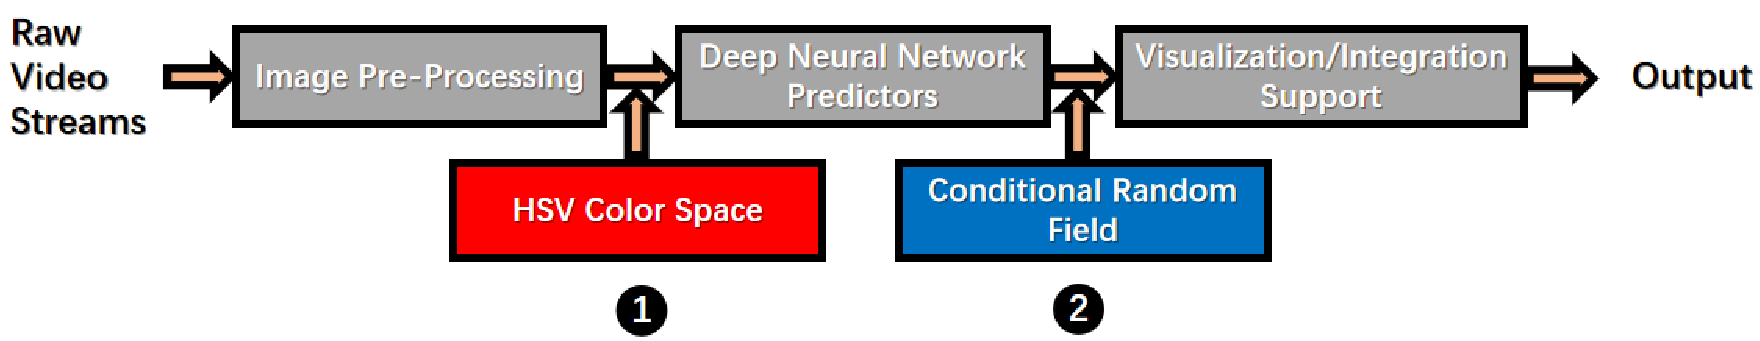 Raw
Video
Streams
Image Pre-Processing
Deep Neural Network
Predictors
Visualization/Integration
Support
Output
HSV Color Space
Conditional Random
Field
1
2